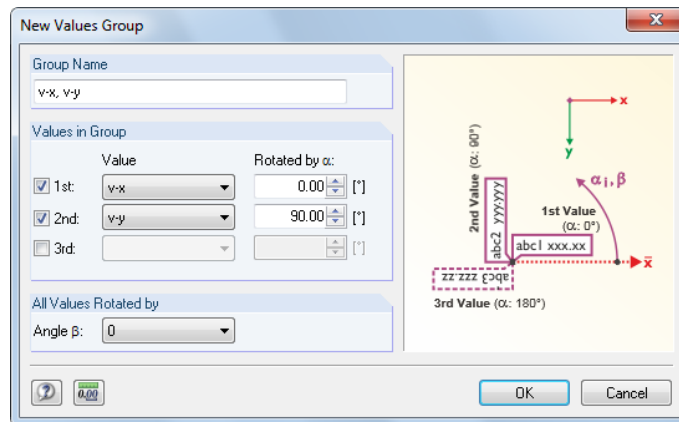 New Values Group
Group Name
v-x, v-y
Values in Group
Value Rotated by α:
1st: v-x 0.00 [°]
2nd: v-y 90.00 [°]
3rd: [°]
All Values Rotated by
Angle β: 0
x
y
2nd Value (α: 90°)
abc2 yyy.yyy
αi, β
1st Value
(α: 0°)
abc1 xxx.xx
x̄
abc3 zzz.zz
3rd Value (α: 180°)
0.00
OK Cancel